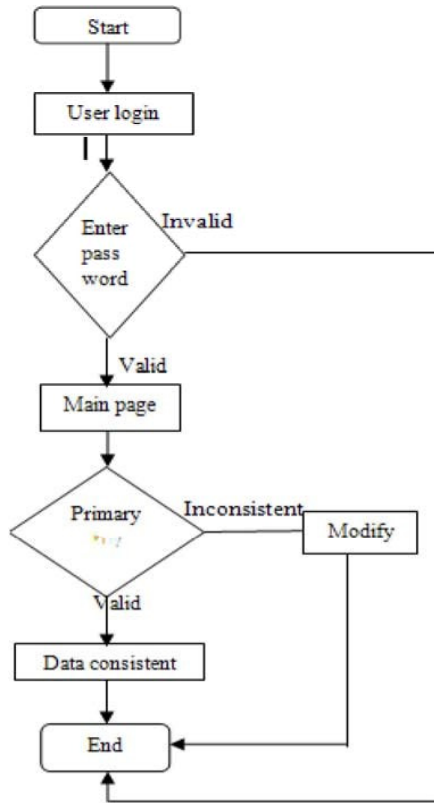 Start
User login
Enter
pass
word
Invalid
Valid
Main page
Primary
Inconsistent
Modify
Valid
Data consistent
End